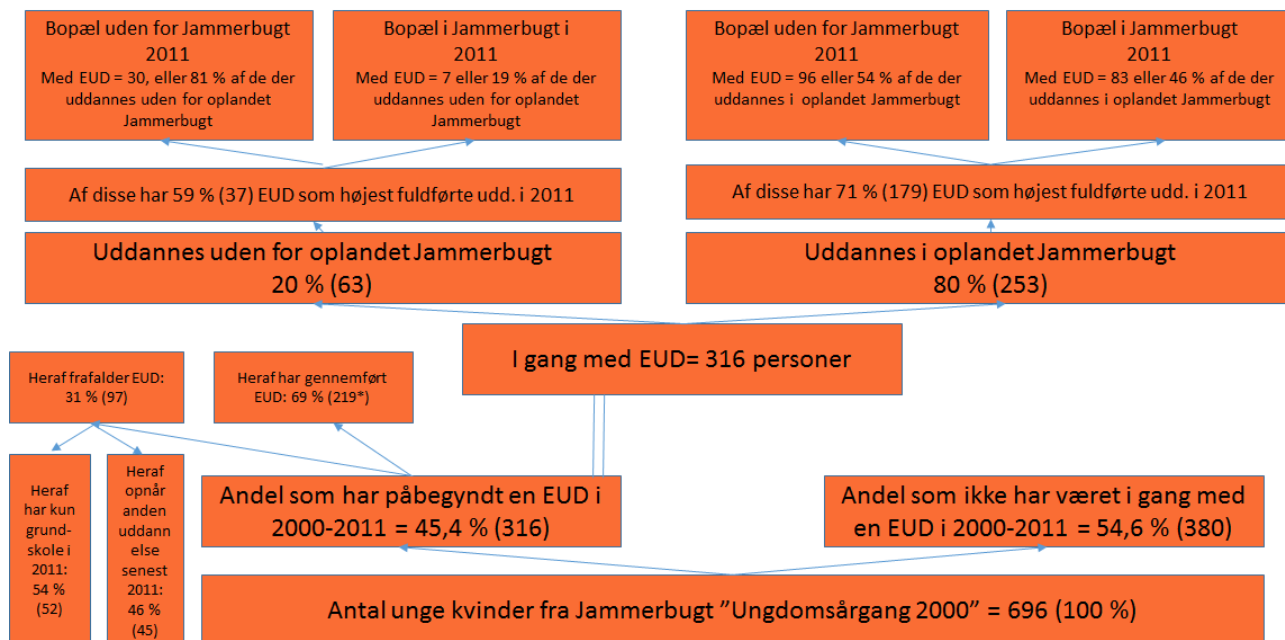 Bopæl uden for Jammerbugt
2011
Med EUD = 30, eller 81 % af de der
uddannes uden for oplandet
Jammerbugt
Bopæl i Jammerbugt i
2011
Med EUD = 7 eller 19 % af de der
uddannes uden for oplandet
Jammerbugt
Bopæl uden for Jammerbugt
2011
Med EUD = 96 eller 54 % af de der
uddannes i oplandet Jammerbugt
Bopæl i Jammerbugt
2011
Med EUD = 83 eller 46 % af de der
uddannes i oplandet Jammerbugt
Af disse har 59 % (37) EUD som højest fuldførte udd. i 2011
Af disse har 71 % (179) EUD som højest fuldførte udd. i 2011
Uddannes uden for oplandet Jammerbugt
20 % (63)
Uddannes i oplandet Jammerbugt
80 % (253)
I gang med EUD= 316 personer
Heraf frafalder EUD:
31 % (97)
Heraf har gennemført
EUD: 69 % (219*)
Heraf
har kun
grund-
skole i
2011:
54 %
(52)
Heraf
opnår
anden
uddann
else
senest
2011:
46 %
(45)
Andel som har påbegyndt en EUD i
2000-2011 = 45,4 % (316)
Andel som ikke har været i gang med
en EUD i 2000-2011 = 54,6 % (380)
Antal unge kvinder fra Jammerbugt ”Ungdomsårgang 2000” = 696 (100 %)